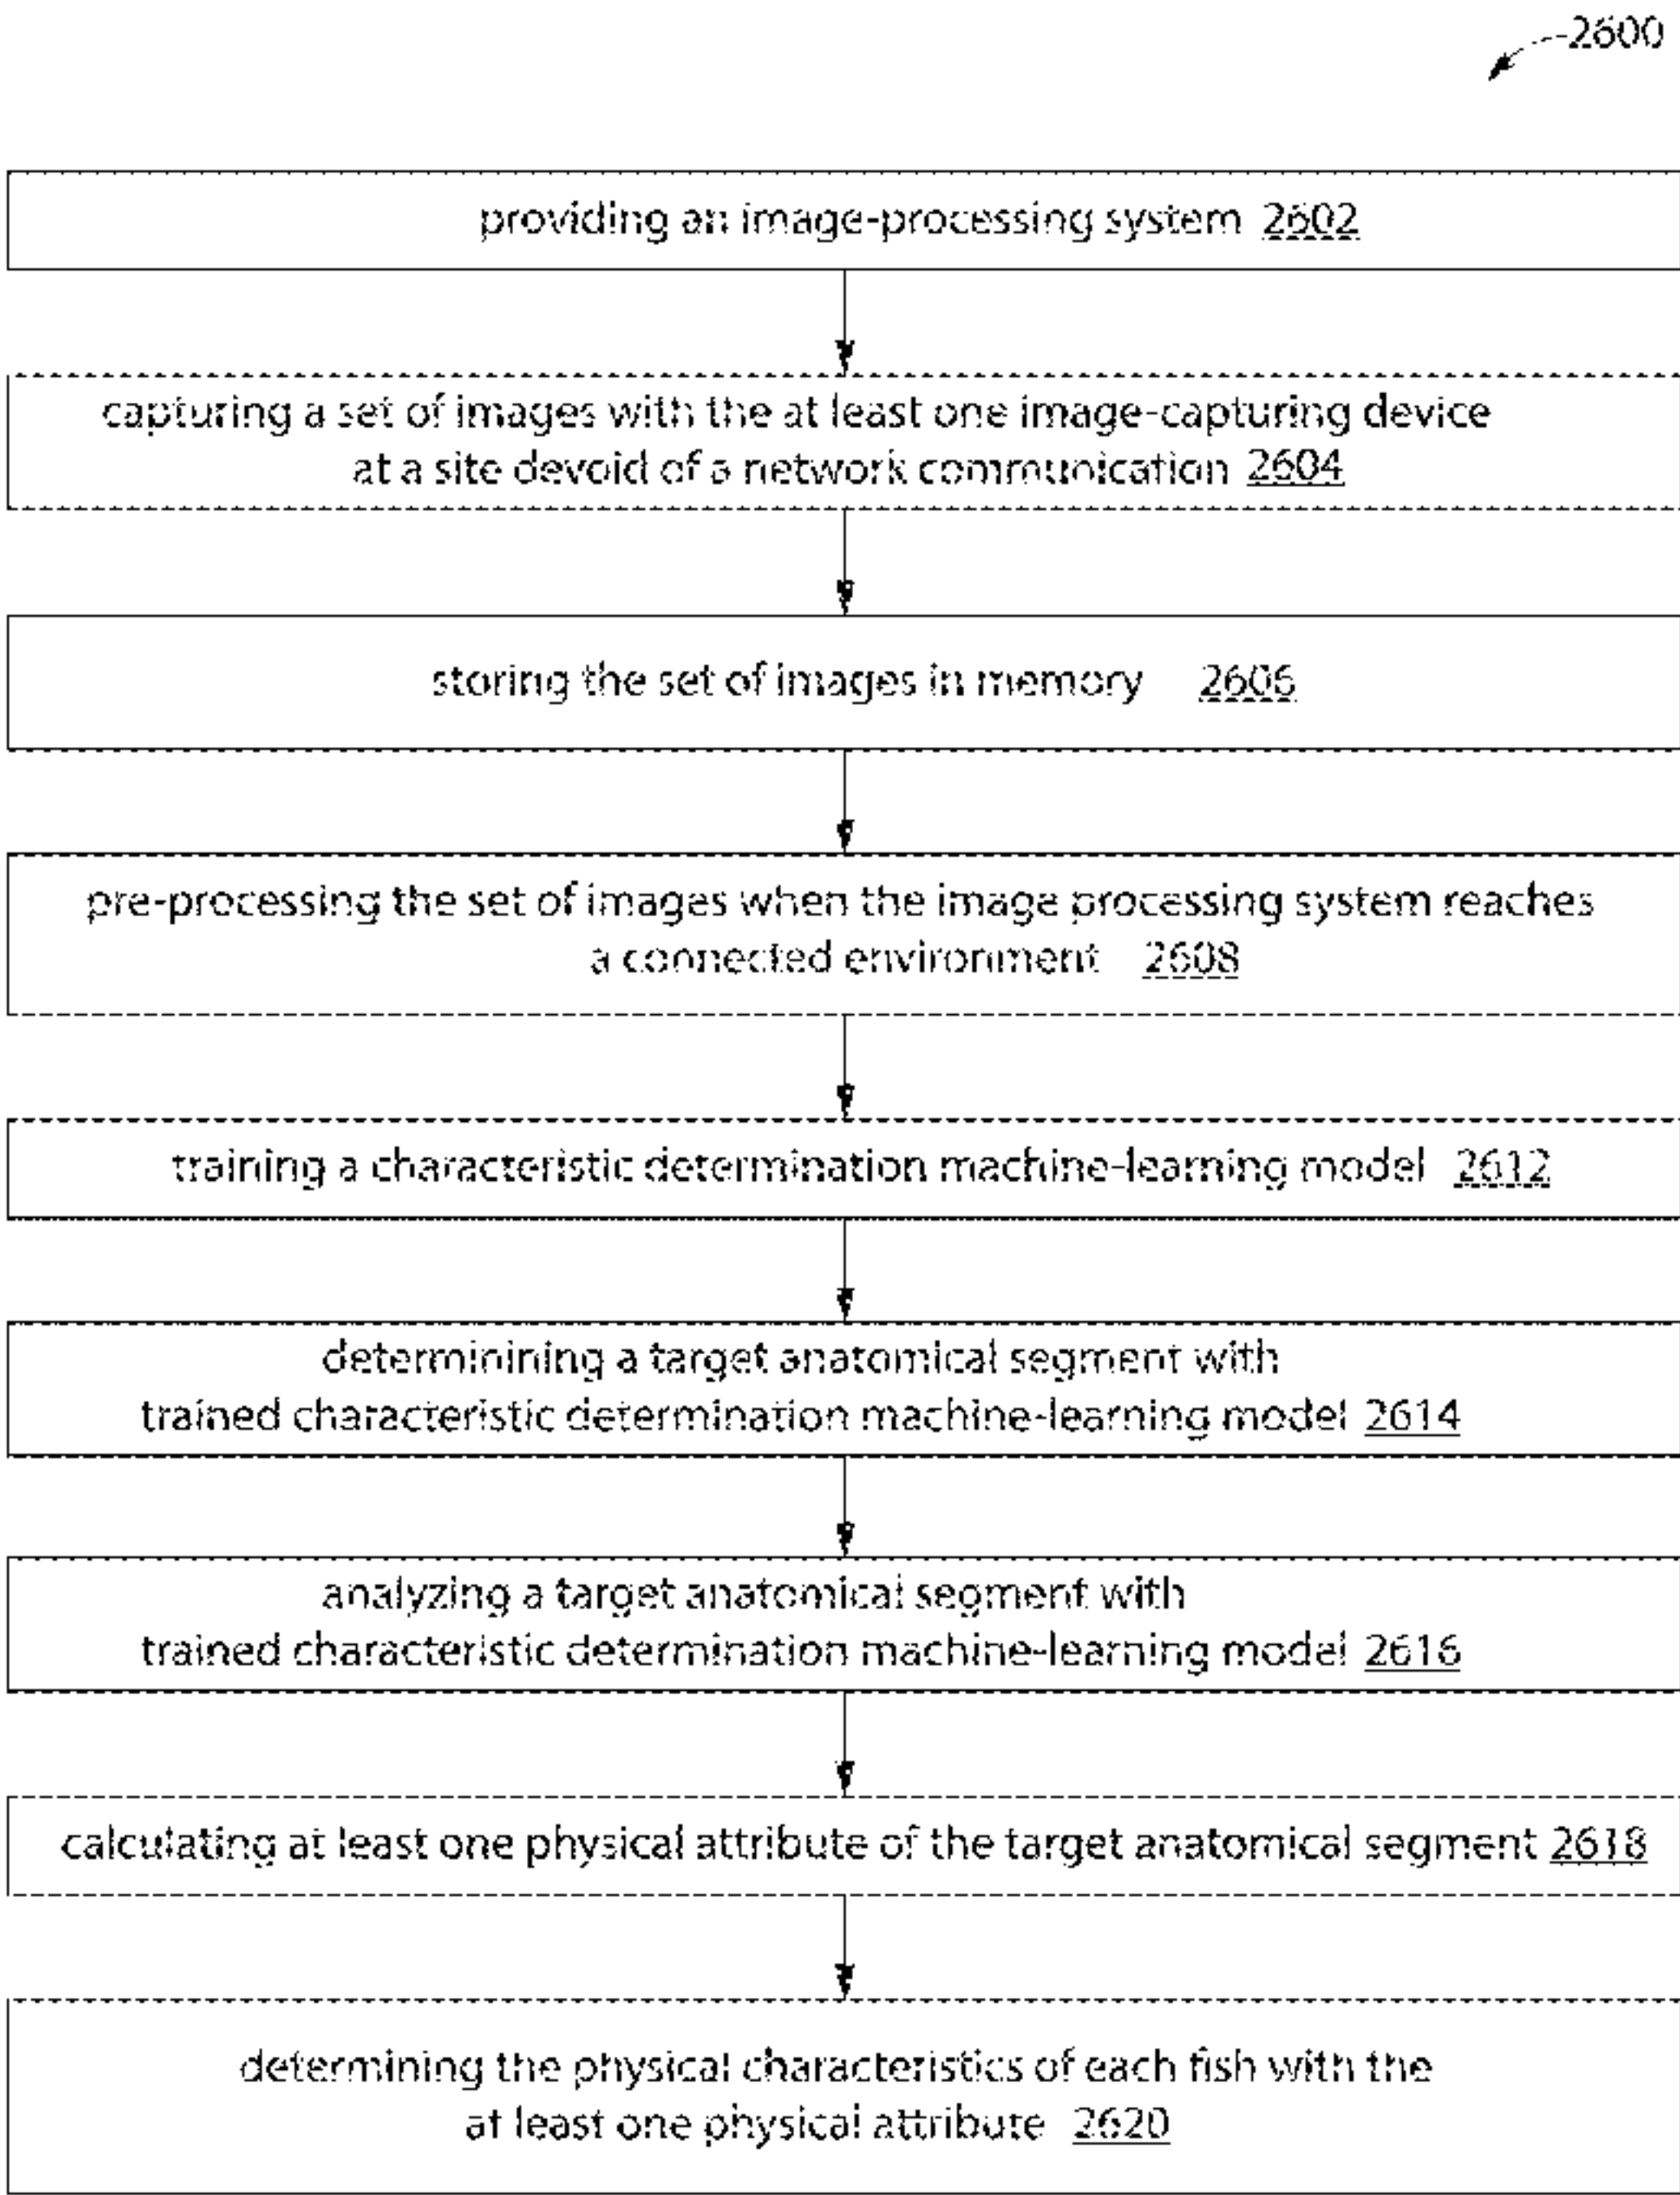 2600
providing an image-processing system 2602
capturing a set of images with the at least one image-capturing device
at a site devoid of a network communication 2604
storing the set of images in memory 2606
pre-processing the set of images when the image processing system reaches
a connected environment 2608
training a characteristic determination machine-learning model 2612
determinining a target anatomical segment with
trained characteristic determination machine-learning model 2614
analyzing a target anatomical segment with
trained characteristic determination machine-learning model 2616
calculating at least one physical attribute of the target anatomical segment 2618
determining the physical characteristics of each fish with the
at least one physical attribute 2620